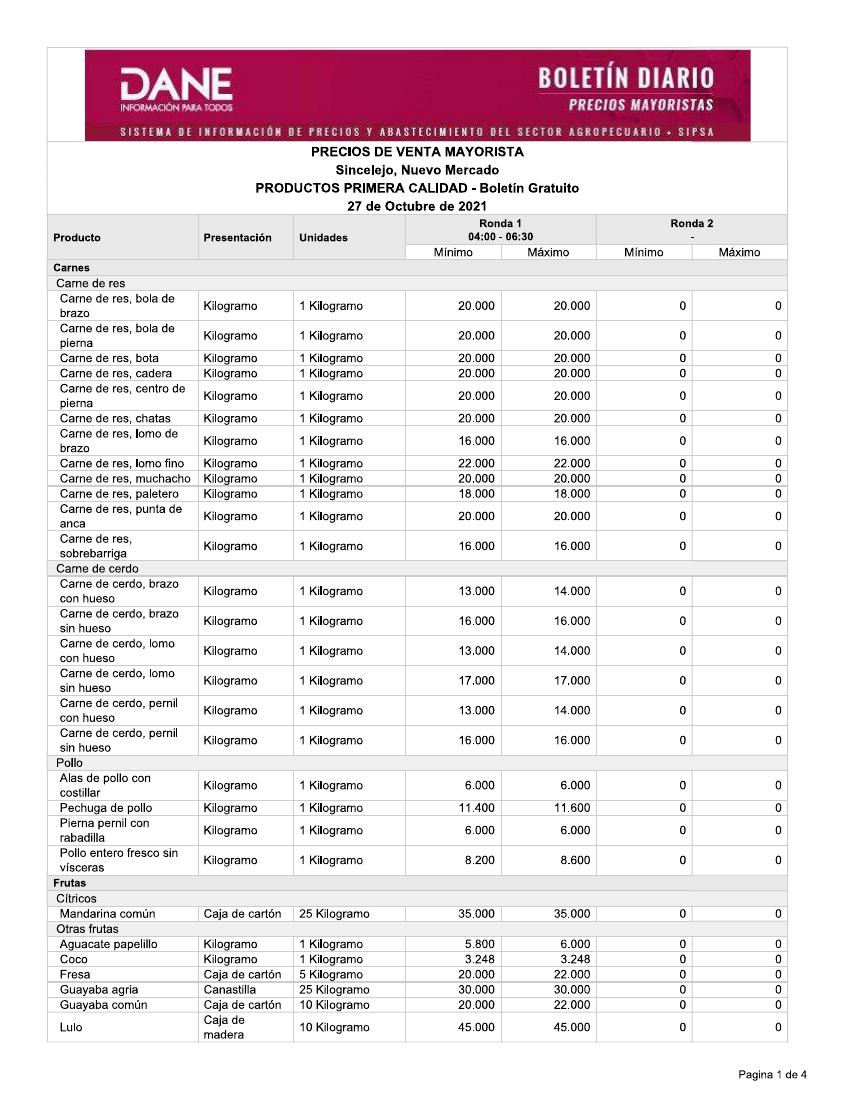 DANE
INFORMACIÓN PARA TODOS
BOLETÍN DIARIO
PRECIOS MAYORISTAS
SISTEMA DE INFORMACIÓN DE PRECIOS Y ABASTECIMIENTO DEL SECTOR AGROPECUARIO • SIPSA
PRECIOS DE VENTA MAYORISTA
Sincelejo, Nuevo Mercado
PRODUCTOS PRIMERA CALIDAD - Boletín Gratuito
27 de Octubre de 2021
Producto Presentación Unidades Ronda 1 04:00 - 06:30 Ronda 2 -
Mínimo Máximo Mínimo Máximo
Carnes
Carne de res
Carne de res, bola de brazo Kilogramo 1 Kilogramo 20.000 20.000 0 0
Carne de res, bola de pierna Kilogramo 1 Kilogramo 20.000 20.000 0 0
Carne de res, bota Kilogramo 1 Kilogramo 20.000 20.000 0 0
Carne de res, cadera Kilogramo 1 Kilogramo 20.000 20.000 0 0
Carne de res, centro de pierna Kilogramo 1 Kilogramo 20.000 20.000 0 0
Carne de res, chatas Kilogramo 1 Kilogramo 20.000 20.000 0 0
Carne de res, lomo de brazo Kilogramo 1 Kilogramo 16.000 16.000 0 0
Carne de res, lomo fino Kilogramo 1 Kilogramo 22.000 22.000 0 0
Carne de res, muchacho Kilogramo 1 Kilogramo 20.000 20.000 0 0
Carne de res, paletero Kilogramo 1 Kilogramo 18.000 18.000 0 0
Carne de res, punta de anca Kilogramo 1 Kilogramo 20.000 20.000 0 0
Carne de res, sobrebarriga Kilogramo 1 Kilogramo 16.000 16.000 0 0
Carne de cerdo
Carne de cerdo, brazo con hueso Kilogramo 1 Kilogramo 13.000 14.000 0 0
Carne de cerdo, brazo sin hueso Kilogramo 1 Kilogramo 16.000 16.000 0 0
Carne de cerdo, lomo con hueso Kilogramo 1 Kilogramo 13.000 14.000 0 0
Carne de cerdo, lomo sin hueso Kilogramo 1 Kilogramo 17.000 17.000 0 0
Carne de cerdo, pernil con hueso Kilogramo 1 Kilogramo 13.000 14.000 0 0
Carne de cerdo, pernil sin hueso Kilogramo 1 Kilogramo 16.000 16.000 0 0
Pollo
Alas de pollo con costillar Kilogramo 1 Kilogramo 6.000 6.000 0 0
Pechuga de pollo Kilogramo 1 Kilogramo 11.400 11.600 0 0
Pierna pernil con rabadilla Kilogramo 1 Kilogramo 6.000 6.000 0 0
Pollo entero fresco sin vísceras Kilogramo 1 Kilogramo 8.200 8.600 0 0
Frutas
Cítricos
Mandarina común Caja de cartón 25 Kilogramo 35.000 35.000 0 0
Otras frutas
Aguacate papelillo Kilogramo 1 Kilogramo 5.800 6.000 0 0
Coco Kilogramo 1 Kilogramo 3.248 3.248 0 0
Fresa Caja de cartón 5 Kilogramo 20.000 22.000 0 0
Guayaba agria Canastilla 25 Kilogramo 30.000 30.000 0 0
Guayaba común Caja de cartón 10 Kilogramo 20.000 22.000 0 0
Lulo Caja de madera 10 Kilogramo 45.000 45.000 0 0
Pagina 1 de 4